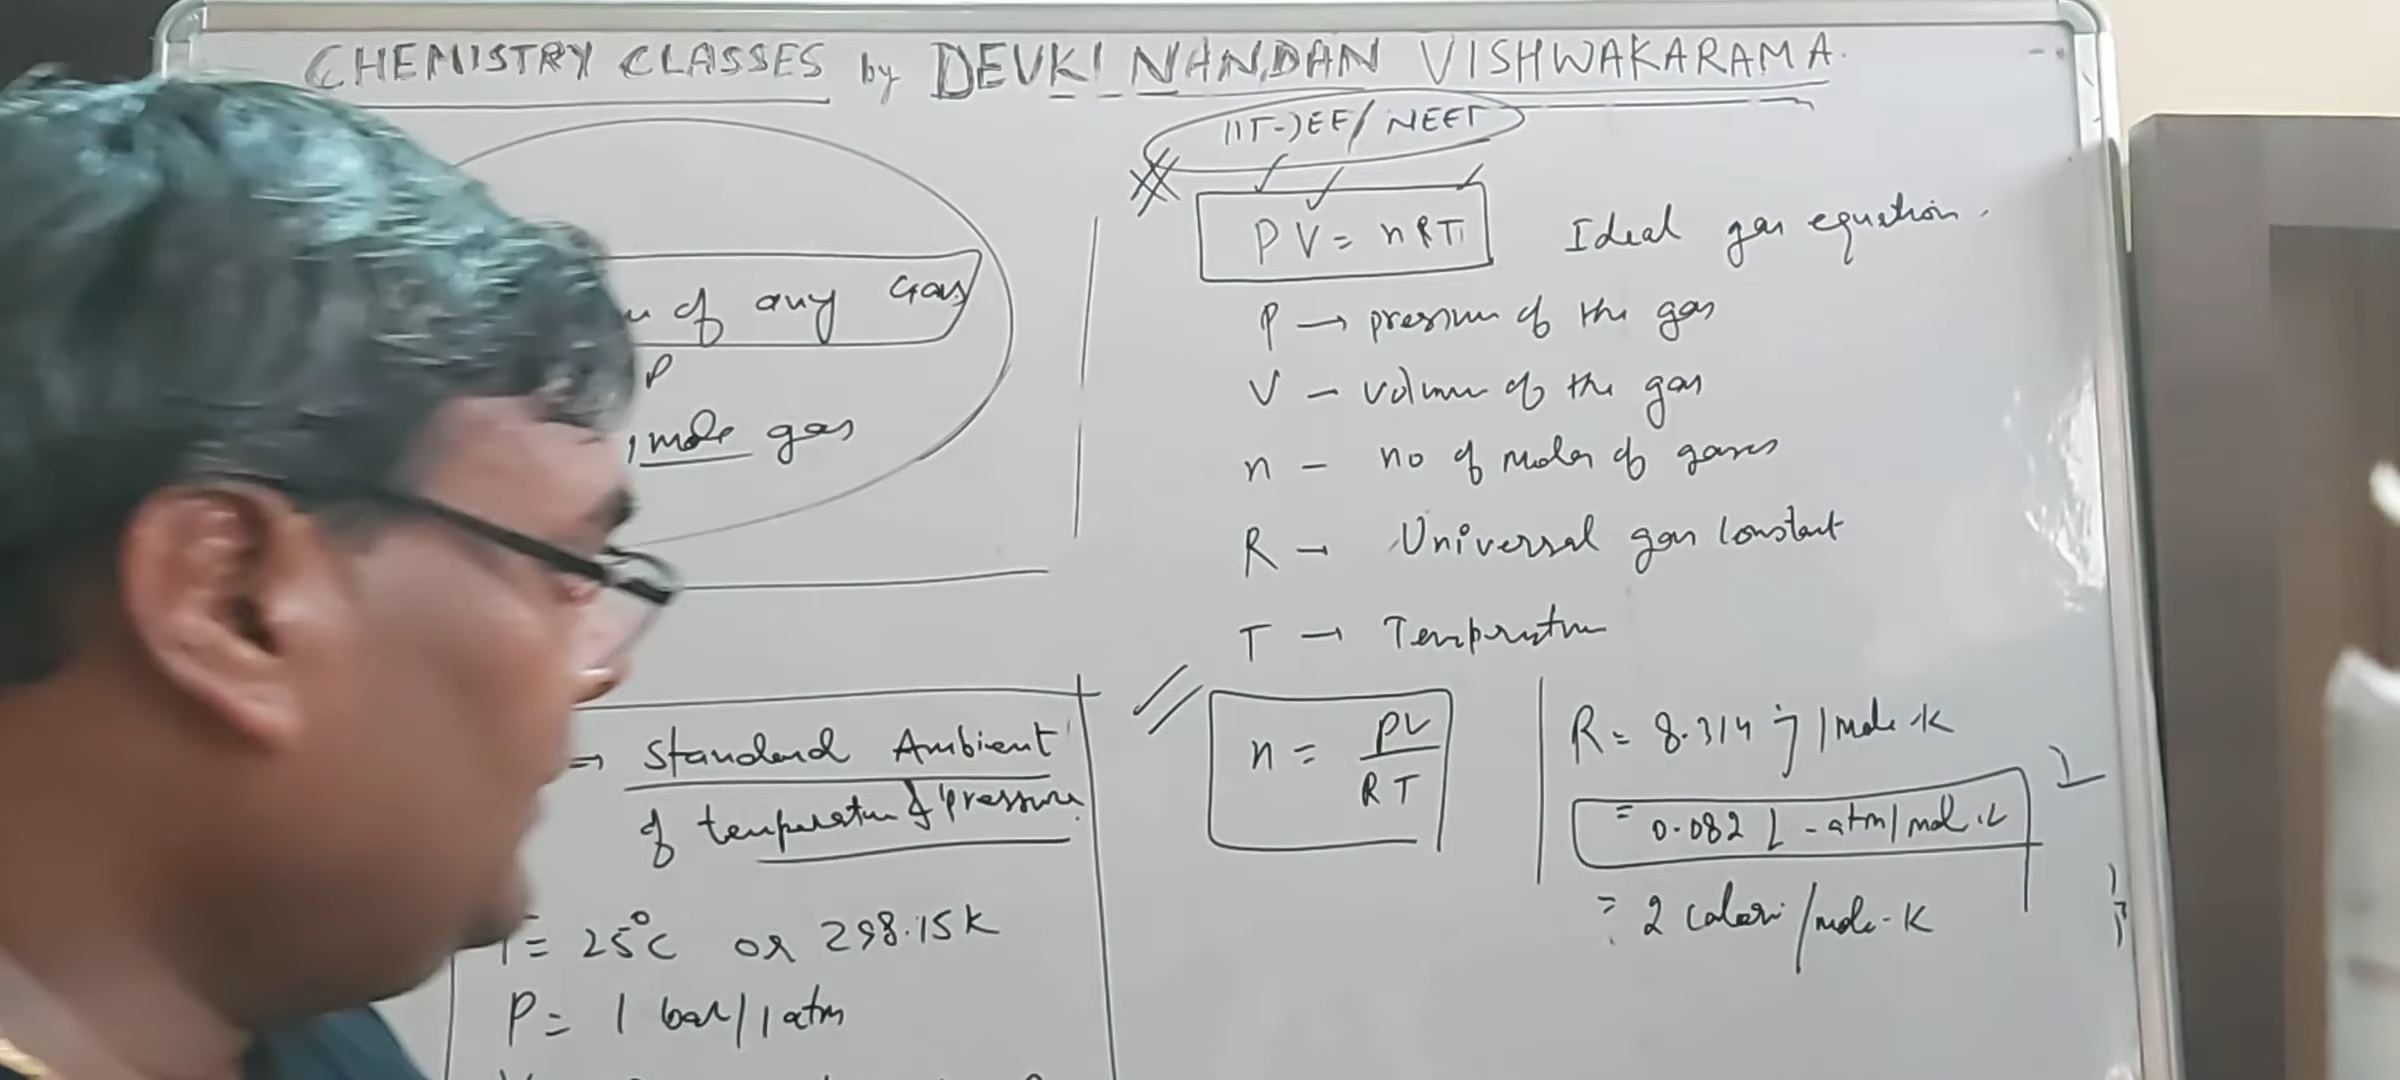 CHEMISTRY CLASSES by DEVKI NANDAN VISHWAKARAMA.
IIT-JEE/NEET
of any Gas
P
1 mole gas
PV = nRT Ideal gas equation.
P → pressure of the gas
V – volume of the gas
n – no of moles of gases
R – Universal gas constant
T → Temperature
⇒ Standard Ambient
of temperature & pressure
T = 25°C or 298.15K
P = 1 bar/1 atm
n = PV
RT
R = 8.314 j/mole-K
= 0.082 L-atm/mol.K
= 2 calori/mole-K